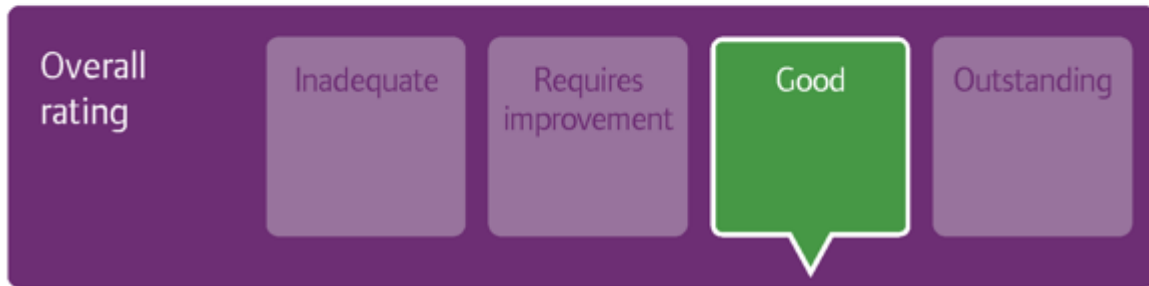 Overall
rating
Inadequate
Requires
improvement
Good
Outstanding